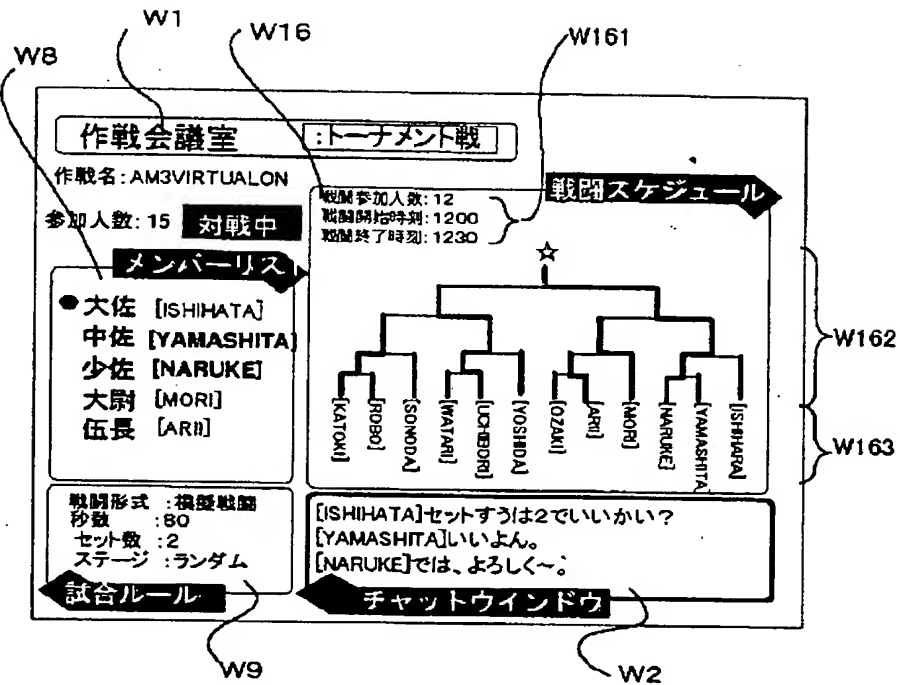 W1
W16
W161
W8
作戦会議室 :トーナメント戦
作戦名:AM3VIRTUALON
参加人数:15 対戦中
戦闘スケジュール
戦闘参加人数:12
戦闘開始時刻:1200
戦闘終了時刻:1230
☆
メンバーリスト
●大佐 [ISHIHATA]
中佐 [YAMASHITA]
少佐 [NARUKE]
大尉 [MORI]
伍長 [ARII]
W162
[KATOKI]
[ROBO]
[SONODA]
[WATARI]
[UCHIBORI]
[YOSHIDA]
[OZAKI]
[ARII]
[MORI]
[NARUKE]
[YAMASHITA]
[ISHIHARA]
W163
戦闘形式 :模擬戦闘
秒数 :80
セット数 :2
ステージ :ランダム
試合ルール
[ISHIHATA]セットすうは2でいいかい?
[YAMASHITA]いいよん。
[NARUKE]では、よろしく~。
チャットウインドウ
W9
W2